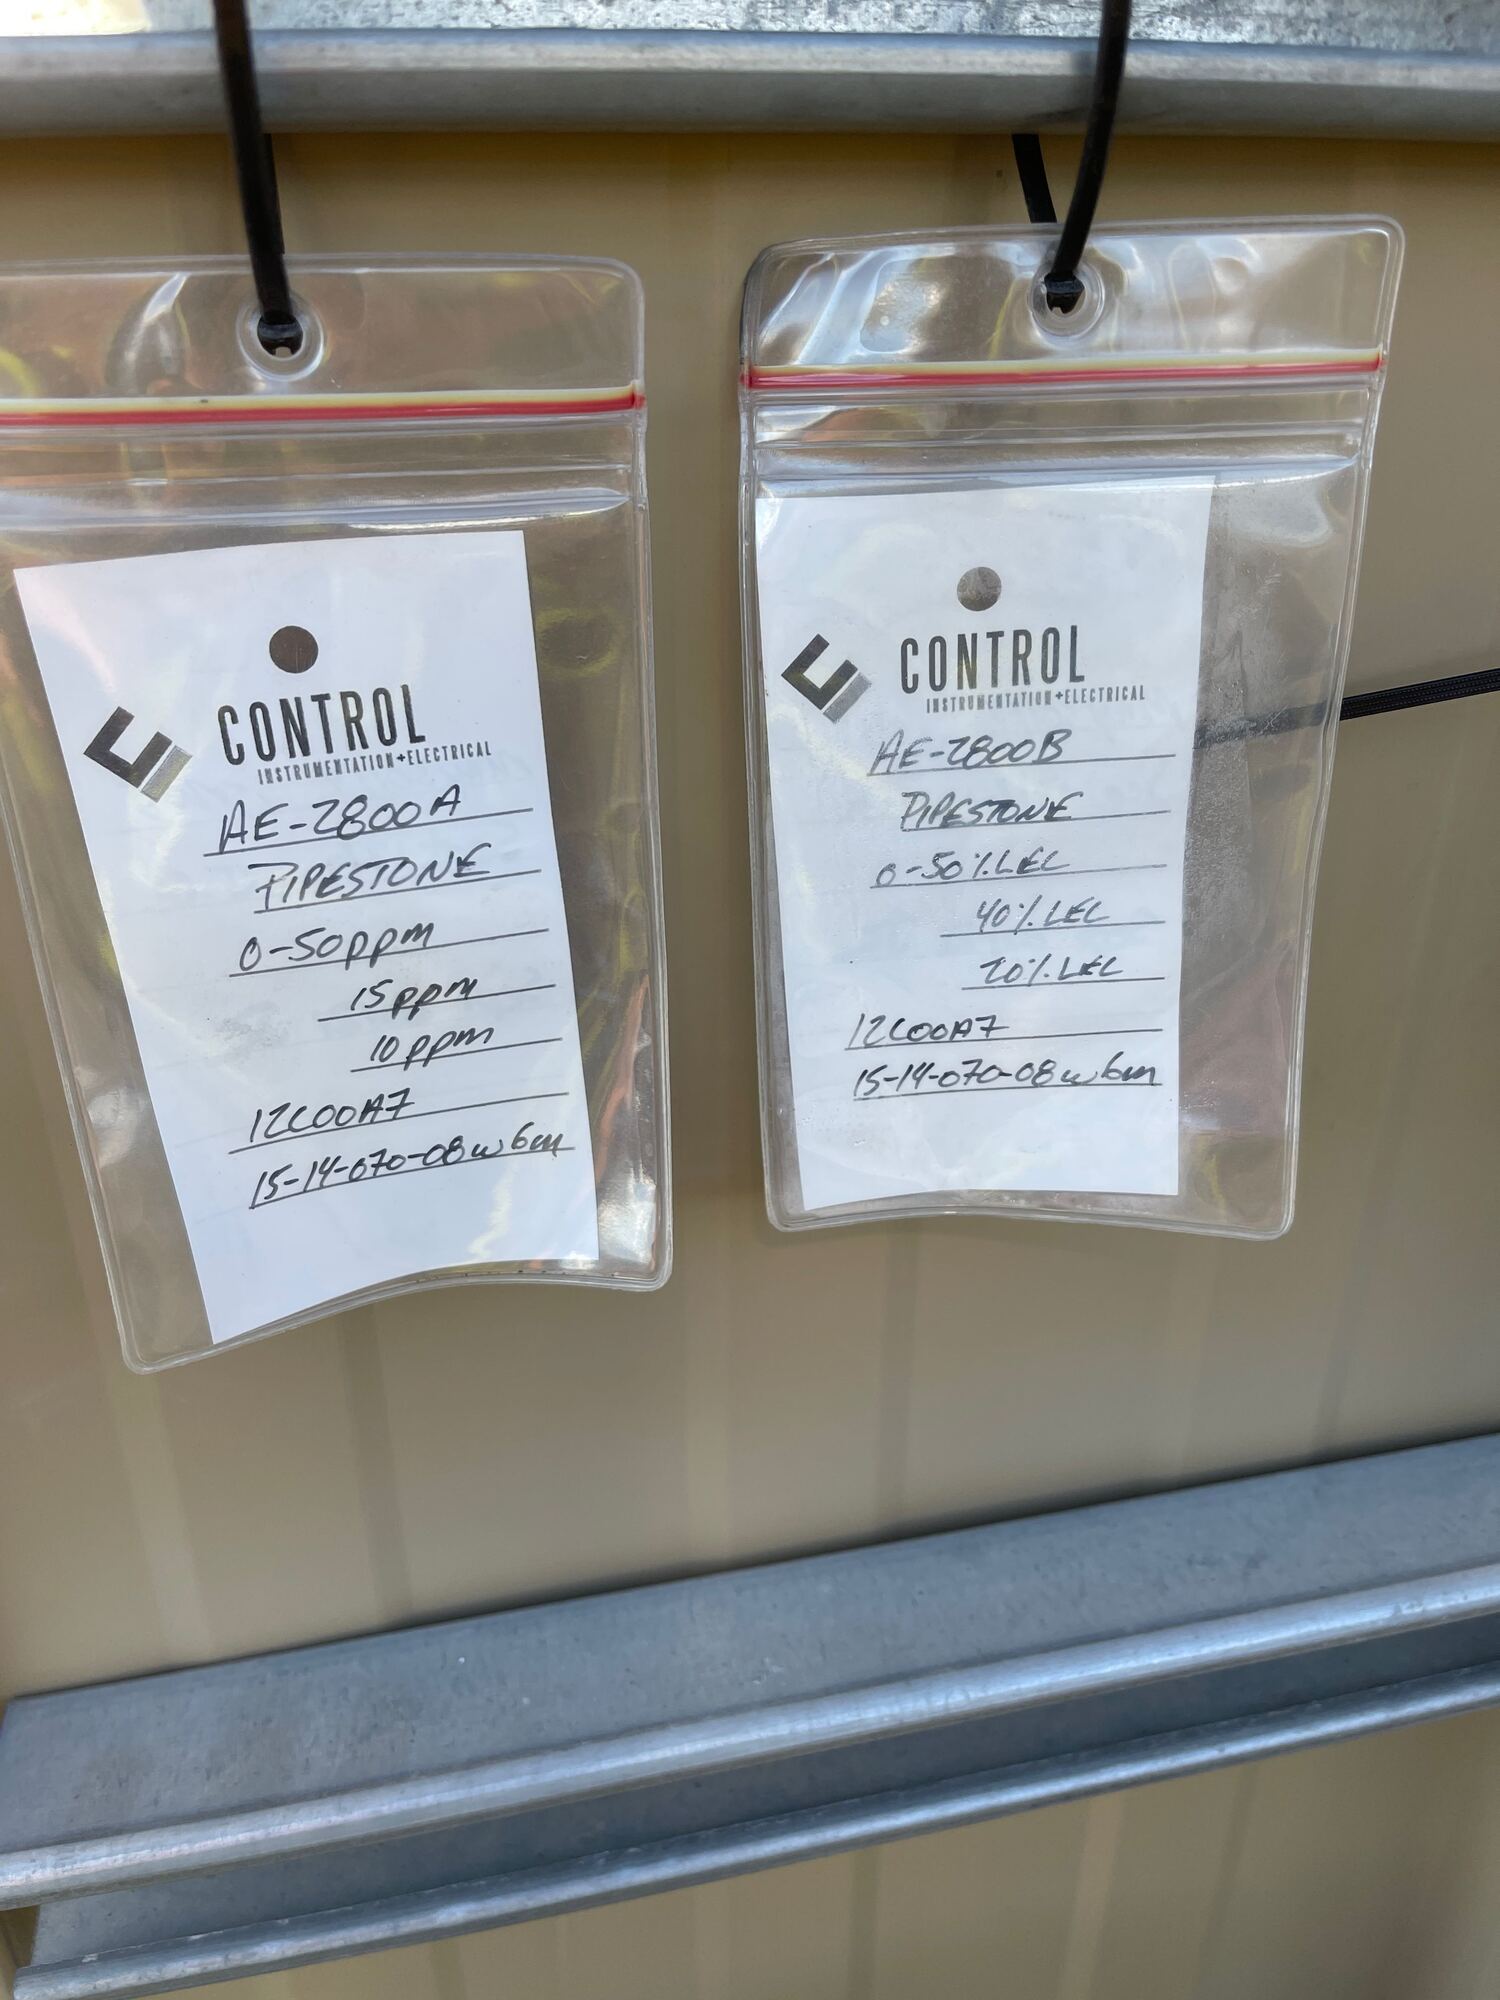 CONTROL
INSTRUMENTATION+ELECTRICAL
AE-2800A
PIPESTONE
0-50ppm
15ppm
10ppm
12C00A7
15-14-070-08w6m
CONTROL
INSTRUMENTATION+ELECTRICAL
AE-2800B
PIPESTONE
0-50%LEL
40% LEL
20% LEL
12C00A7
15-14-070-08w6m